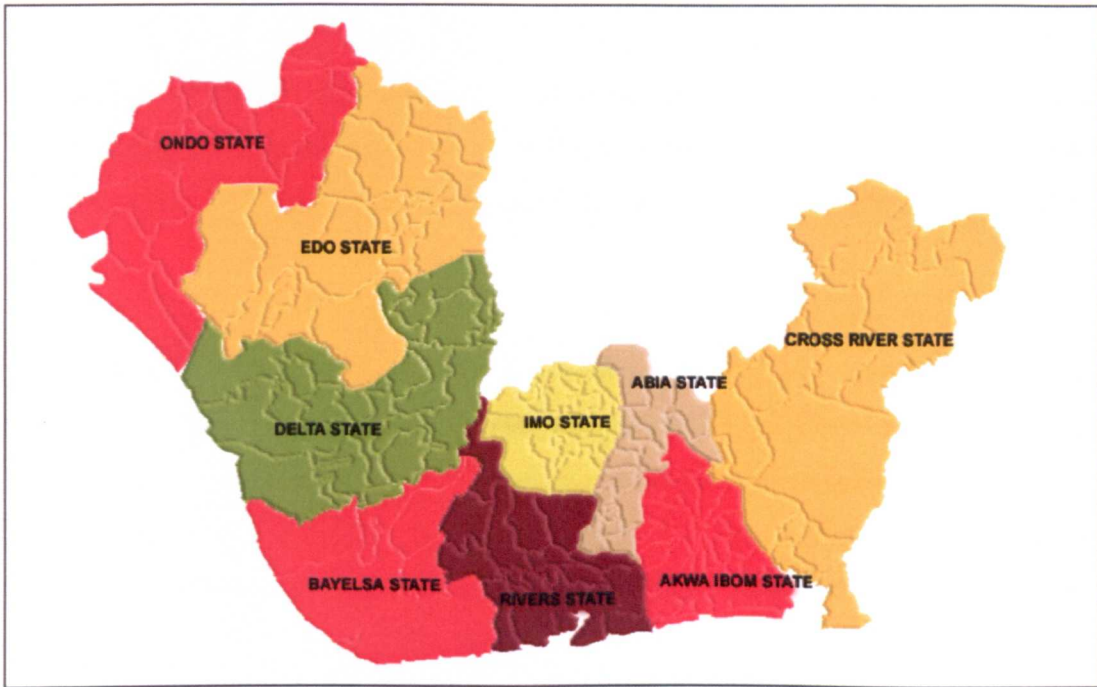 ONDO STATE
EDO STATE
CROSS RIVER STATE
ABIA STATE
IMO STATE
DELTA STATE
BAYELSA STATE
RIVERS STATE
AKWA IBOM STATE